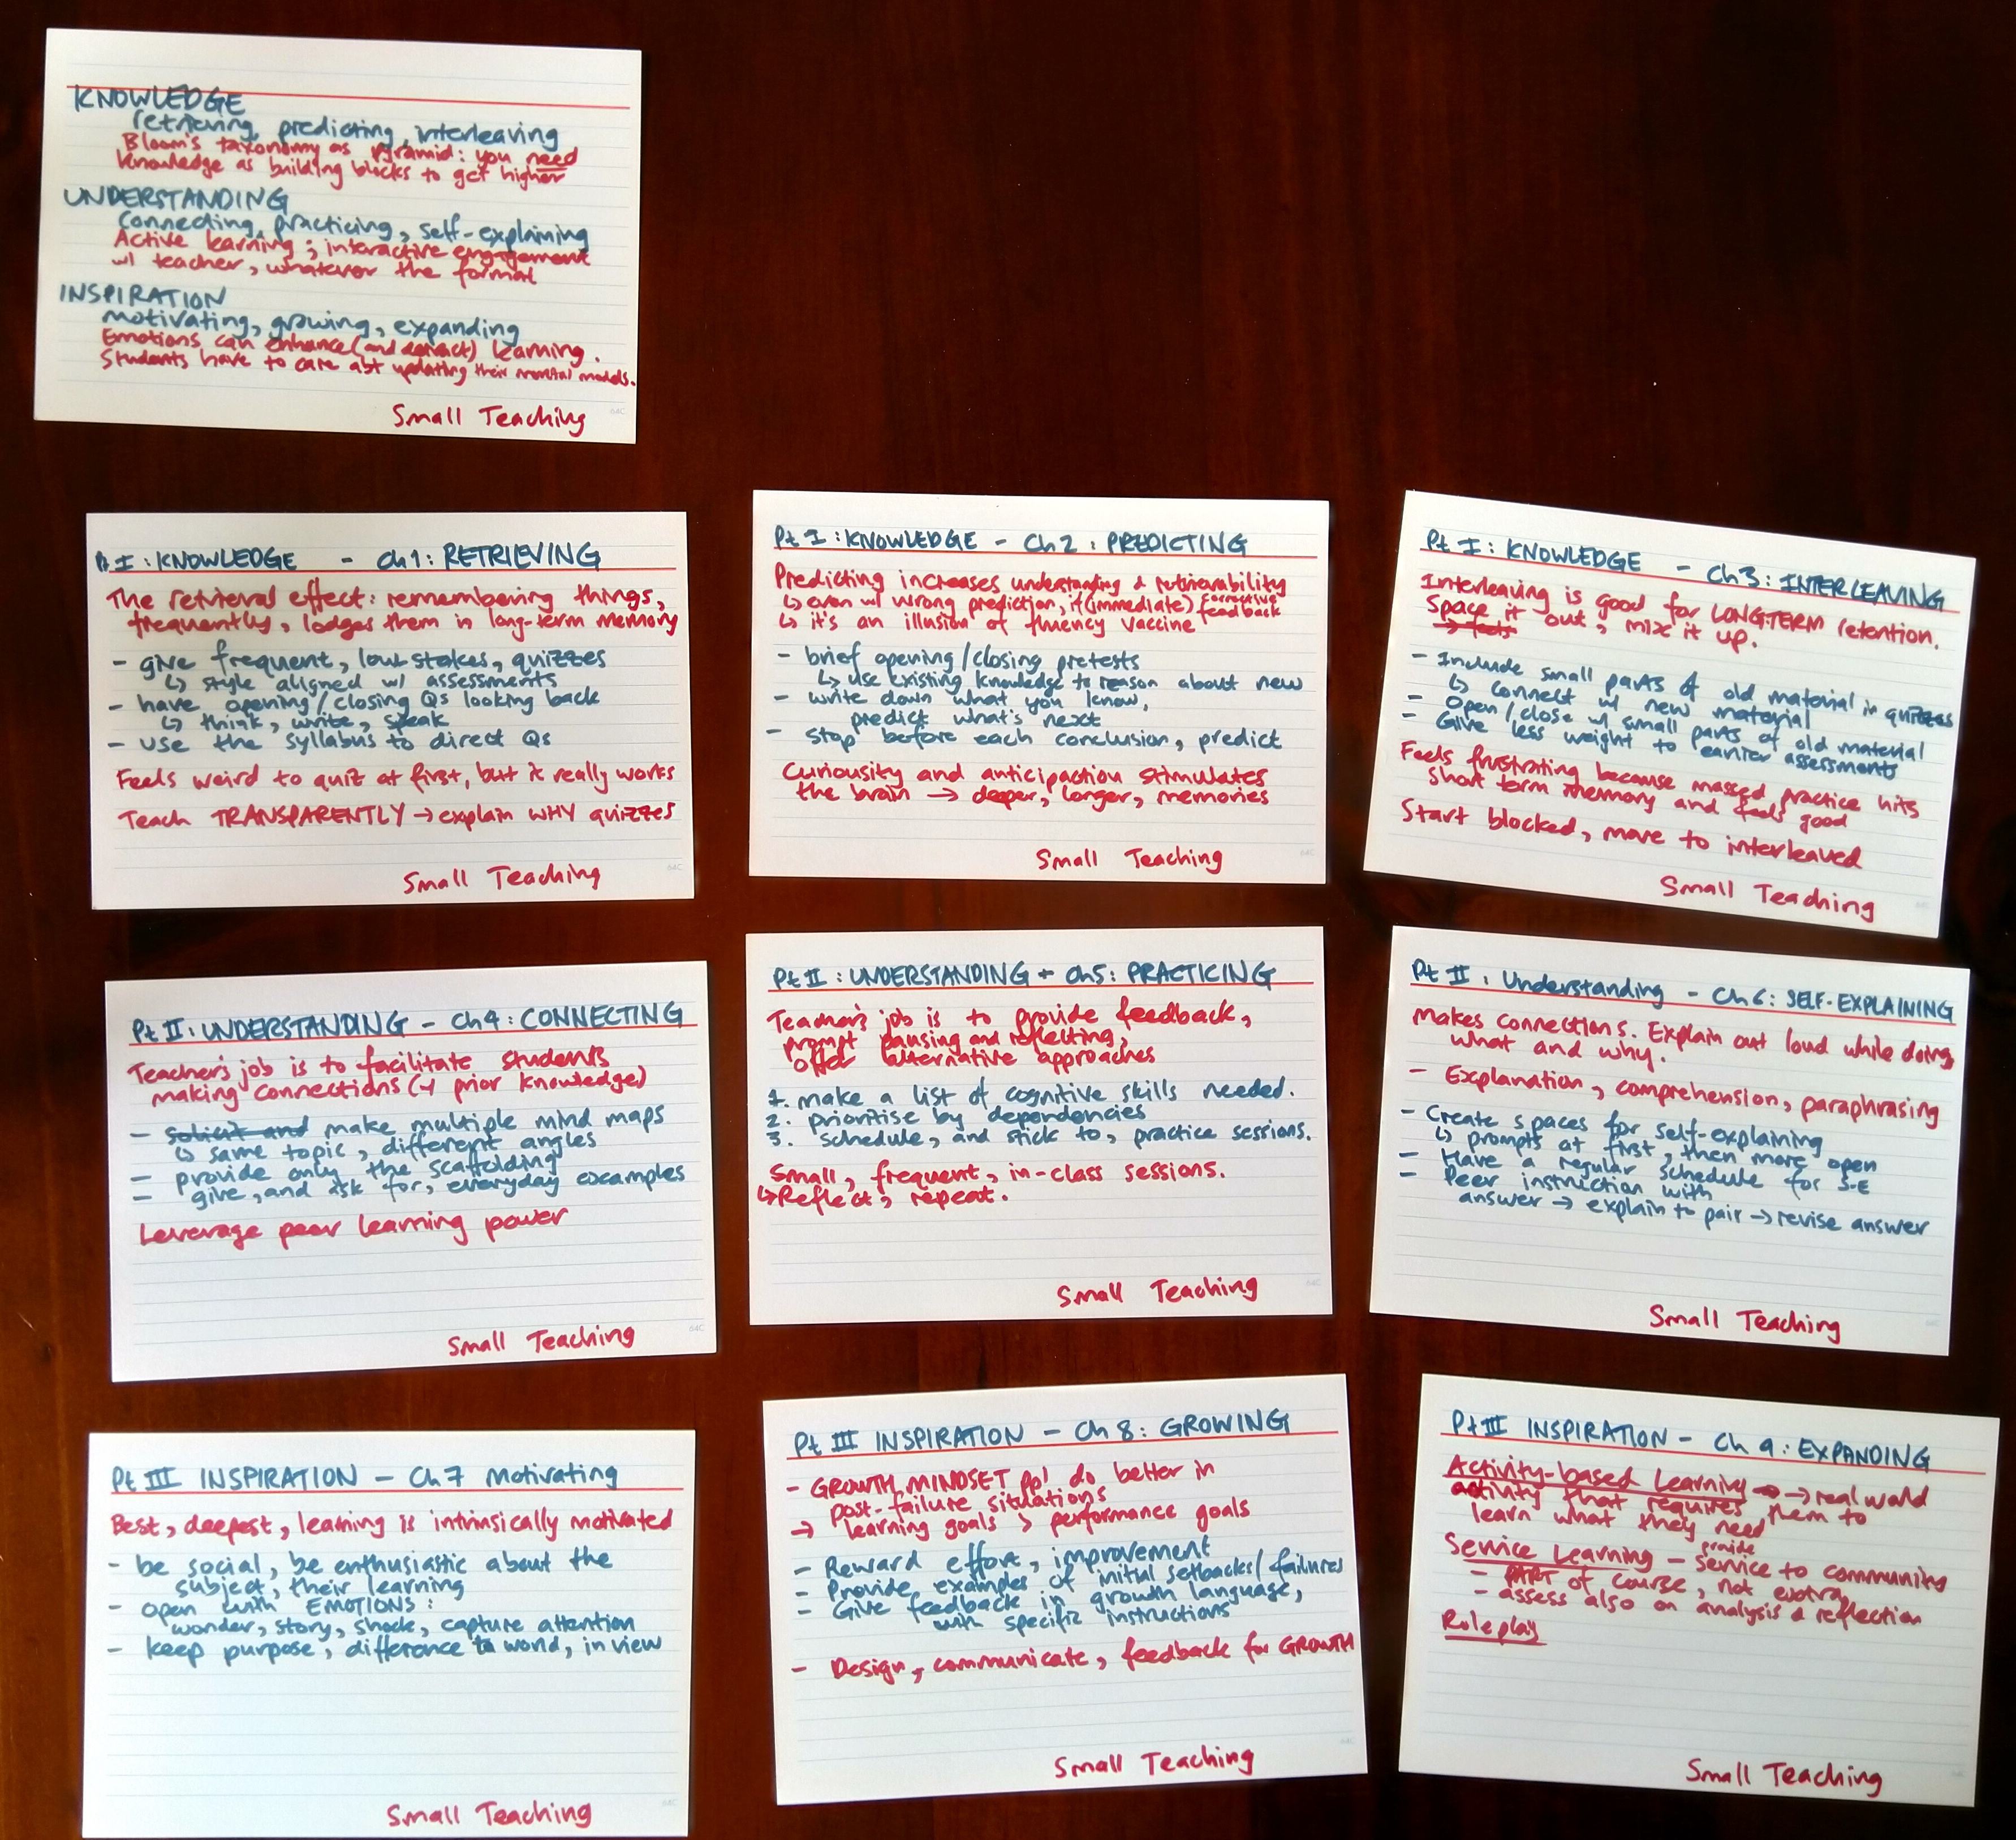 KNOWLEDGE
retrieving, predicting, interleaving
Bloom's taxonomy as pyramid: you need
knowledge as building blocks to get higher
UNDERSTANDING
connecting, practicing, self-explaining
Active learning; interactive engagement
w/ teacher, whatever the format
INSPIRATION
motivating, growing, expanding
Emotions can enhance (and detract) learning.
Students have to care abt updating their mental models.
Small Teaching
Pt I: KNOWLEDGE - Ch1: RETRIEVING
The retrieval effect: remembering things,
frequently, lodges them in long-term memory
- give frequent, low stakes, quizzes
↳ style aligned w/ assessments
- have opening/closing Qs looking back
↳ think, write, speak
- use the syllabus to direct Qs
Feels weird to quiz at first, but it really works
Teach TRANSPARENTLY → explain WHY quizzes
Small Teaching
Pt I: KNOWLEDGE - Ch2: PREDICTING
Predicting increases understanding & retrievability
↳ even w/ wrong prediction, if (immediate) corrective feedback
↳ it's an illusion of fluency vaccine
- brief opening/closing pretests
↳ use existing knowledge to reason about new
- write down what you know,
predict what's next
- stop before each conclusion, predict
Curiousity and anticipaction stimulates
the brain → deeper, longer, memories
Small Teaching
Pt I: KNOWLEDGE - Ch3: INTERLEAVING
Interleaving is good for LONG-TERM retention.
Space it out, mix it up.
- Include small parts of old material in quizzes
↳ connect w/ new material
- Open/close w/ small parts of old material
- Give less weight to earlier assessments
Feels frustrating because massed practice hits
short term memory and feels good
Start blocked, move to interleaved
Small Teaching
Pt II: UNDERSTANDING - Ch4: CONNECTING
Teacher's job is to facilitate students
making connections (w/ prior knowledge)
- solicit and make multiple mind maps
↳ same topic, different angles
- provide only the scaffolding
- give, and ask for, everyday examples
Leverage peer learning power
Small Teaching
Pt II: UNDERSTANDING - Ch5: PRACTICING
Teacher's job is to provide feedback,
prompt pausing and reflecting,
offer alternative approaches
1. make a list of cognitive skills needed.
2. prioritise by dependencies
3. schedule, and stick to, practice sessions.
Small, frequent, in-class sessions.
↳ Reflect, repeat.
Small Teaching
Pt II: Understanding - Ch6: SELF-EXPLAINING
makes connections. Explain out loud while doing,
what and why.
- Explanation, comprehension, paraphrasing
- Create spaces for self-explaining
↳ prompts at first, then more open
- Have a regular schedule for S-E
- Peer instruction with
answer → explain to pair → revise answer
Small Teaching
Pt III INSPIRATION - Ch7 Motivating
Best, deepest, learning is intrinsically motivated
- be social, be enthusiastic about the
subject, their learning
- open with EMOTIONS:
wonder, story, shock, capture attention
- keep purpose, difference to world, in view
Small Teaching
Pt III INSPIRATION - Ch 8: GROWING
- GROWTH MINDSET ppl do better in
post-failure situations
→ learning goals > performance goals
- Reward effort, improvement
- Provide examples of initial setbacks/failures
- Give feedback in growth language,
with specific instructions
- Design, communicate, feedback for GROWTH
Small Teaching
Pt III INSPIRATION - Ch 9: EXPANDING
Activity-based Learning → real world
activity that requires them to
learn what they need
Service Learning - provide service to community
- PART of course, not extra
- assess also on analysis & reflection
Roleplay
Small Teaching